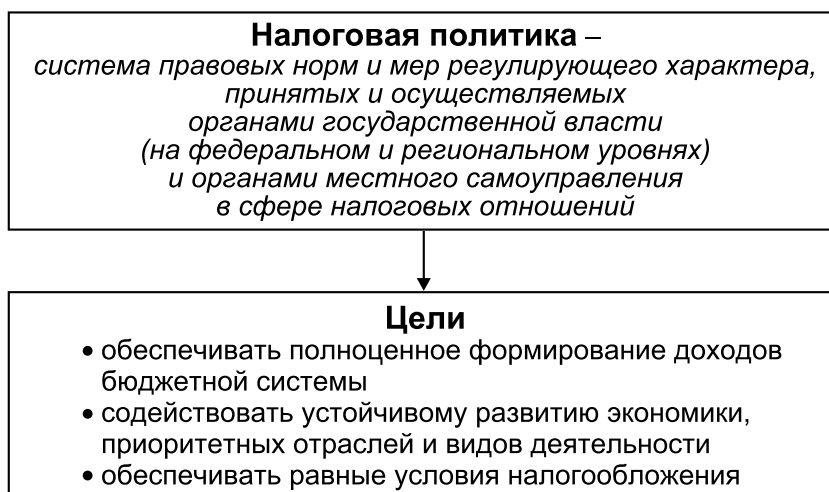 Налоговая политика –
система правовых норм и мер регулирующего характера,
принятых и осуществляемых
органами государственной власти
(на федеральном и региональном уровнях)
и органами местного самоуправления
в сфере налоговых отношений
Цели
• обеспечивать полноценное формирование доходов
бюджетной системы
• содействовать устойчивому развитию экономики,
приоритетных отраслей и видов деятельности
• обеспечивать равные условия налогообложения